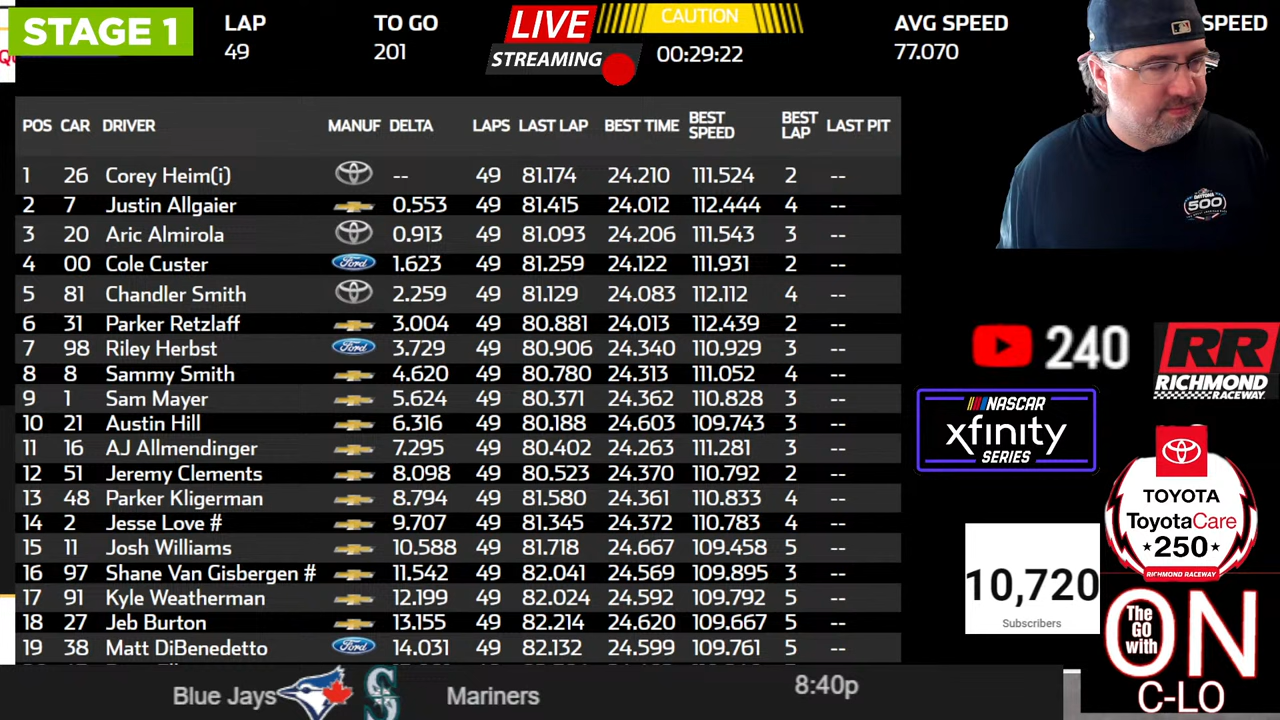 STAGE 1
LAP
49
TO GO
201
LIVE
STREAMING
CAUTION
00:29:22
AVG SPEED
77.070
SPEED
POS CAR DRIVER MANUF DELTA LAPS LAST LAP BEST TIME BEST SPEED BEST LAP LAST PIT
1 26 Corey Heim(i) -- 49 81.174 24.210 111.524 2 --
2 7 Justin Allgaier 0.553 49 81.415 24.012 112.444 4 --
3 20 Aric Almirola 0.913 49 81.093 24.206 111.543 3 --
4 00 Cole Custer Ford 1.623 49 81.259 24.122 111.931 2 --
5 81 Chandler Smith 2.259 49 81.129 24.083 112.112 4 --
6 31 Parker Retzlaff 3.004 49 80.881 24.013 112.439 2 --
7 98 Riley Herbst Ford 3.729 49 80.906 24.340 110.929 3 --
8 8 Sammy Smith 4.620 49 80.780 24.313 111.052 4 --
9 1 Sam Mayer 5.624 49 80.371 24.362 110.828 3 --
10 21 Austin Hill 6.316 49 80.188 24.603 109.743 3 --
11 16 AJ Allmendinger 7.295 49 80.402 24.263 111.281 3 --
12 51 Jeremy Clements 8.098 49 80.523 24.370 110.792 2 --
13 48 Parker Kligerman 8.794 49 81.580 24.361 110.833 4 --
14 2 Jesse Love # 9.707 49 81.345 24.372 110.783 4 --
15 11 Josh Williams 10.588 49 81.718 24.667 109.458 5 --
16 97 Shane Van Gisbergen # 11.542 49 82.041 24.569 109.895 3 --
17 91 Kyle Weatherman 12.199 49 82.024 24.592 109.792 5 --
18 27 Jeb Burton 13.155 49 82.214 24.620 109.667 5 --
19 38 Matt DiBenedetto Ford 14.031 49 82.132 24.599 109.761 5 --
DAYTONA
500
240
RR
RICHMOND
RACEWAY
NASCAR
xfinity
SERIES
TOYOTA
ToyotaCare
250
RICHMOND RACEWAY
10,720
Subscribers
The GO with ON
C-LO
Blue Jays
Mariners
8:40p